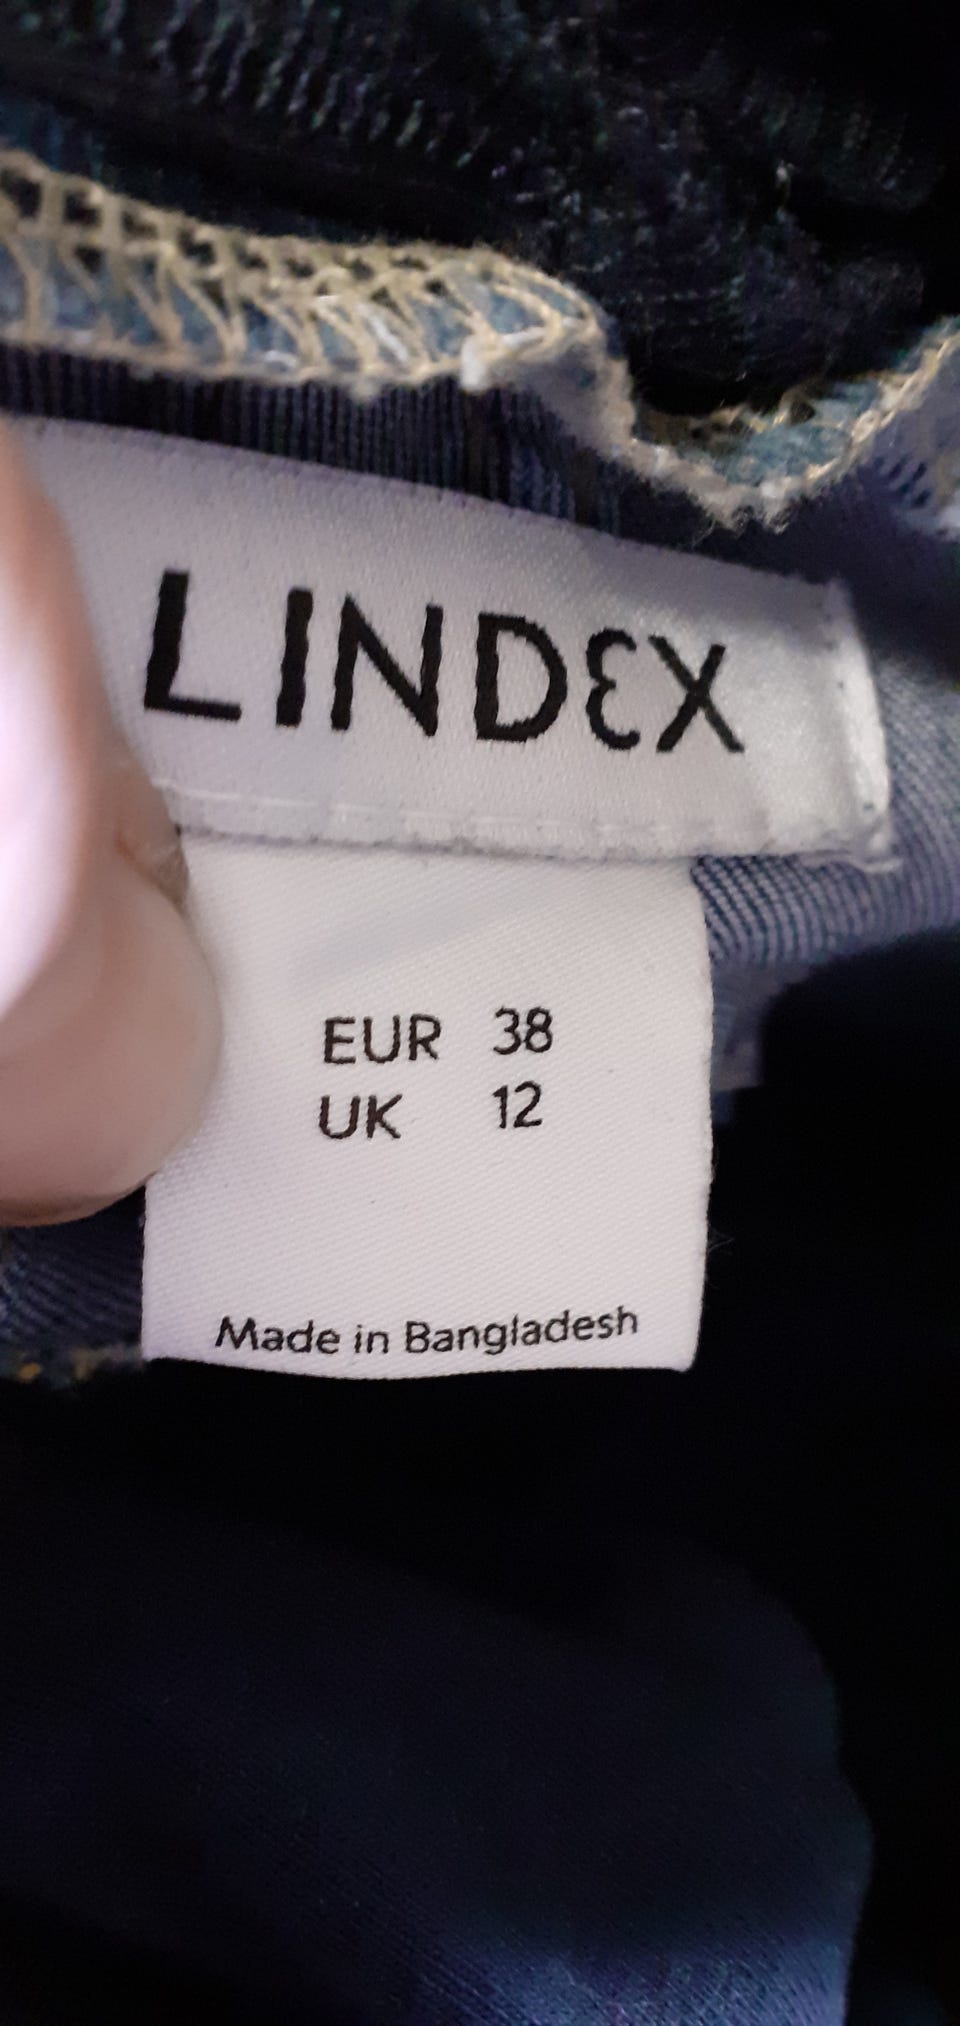 LINDEX
EUR 38
UK 12
Made in Bangladesh